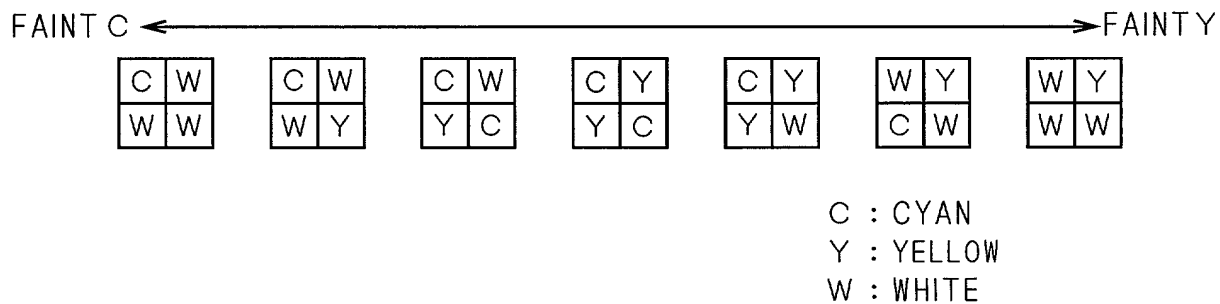 FAINT C FAINT Y
C W C W C W C Y C Y W Y W Y
W W W Y Y C Y C Y W C W W W
C : CYAN
Y : YELLOW
W : WHITE